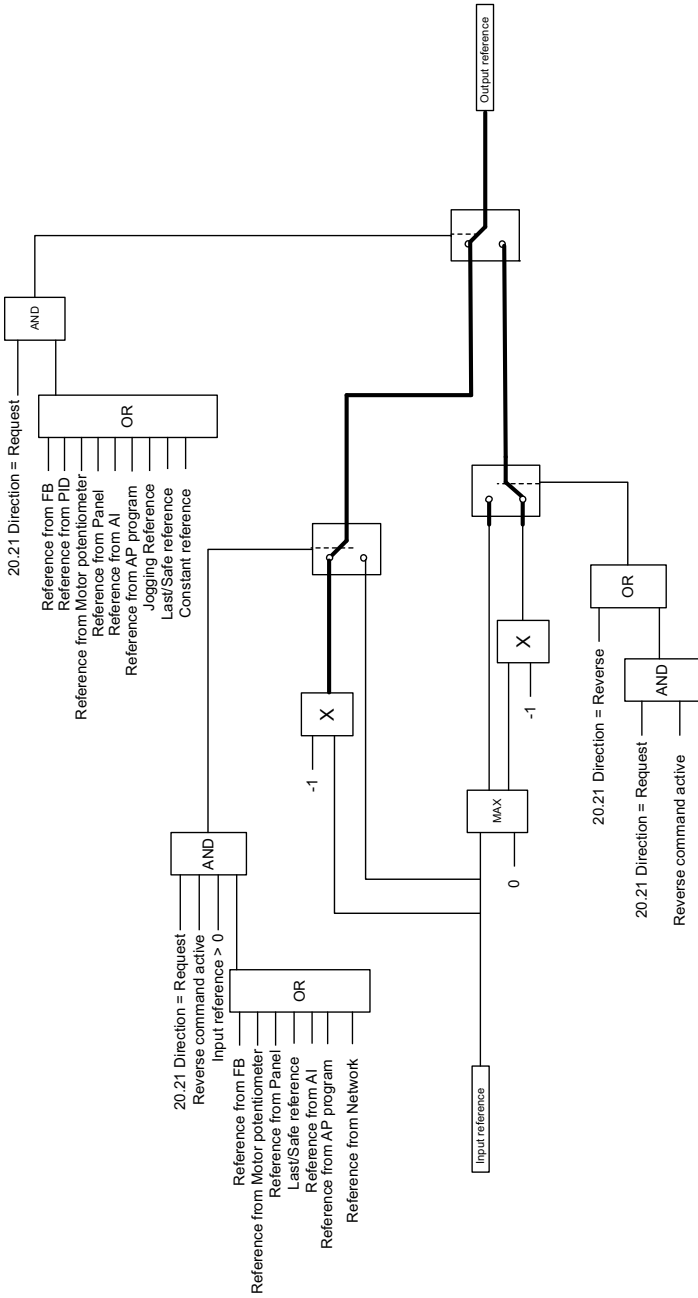 20.21 Direction = Request
AND
Reference from FB
Reference from PID
Reference from Motor potentiometer
Reference from Panel
Reference from AI
Reference from AP program
Jogging Reference
Last/Safe reference
Constant reference
OR
20.21 Direction = Request
Reverse command active
Input reference > 0
AND
Reference from FB
Reference from Motor potentiometer
Reference from Panel
Last/Safe reference
Reference from AI
Reference from AP program
Reference from Network
OR
-1
X
Input reference
0
MAX
-1
X
20.21 Direction = Reverse
OR
20.21 Direction = Request
Reverse command active
AND
Output reference